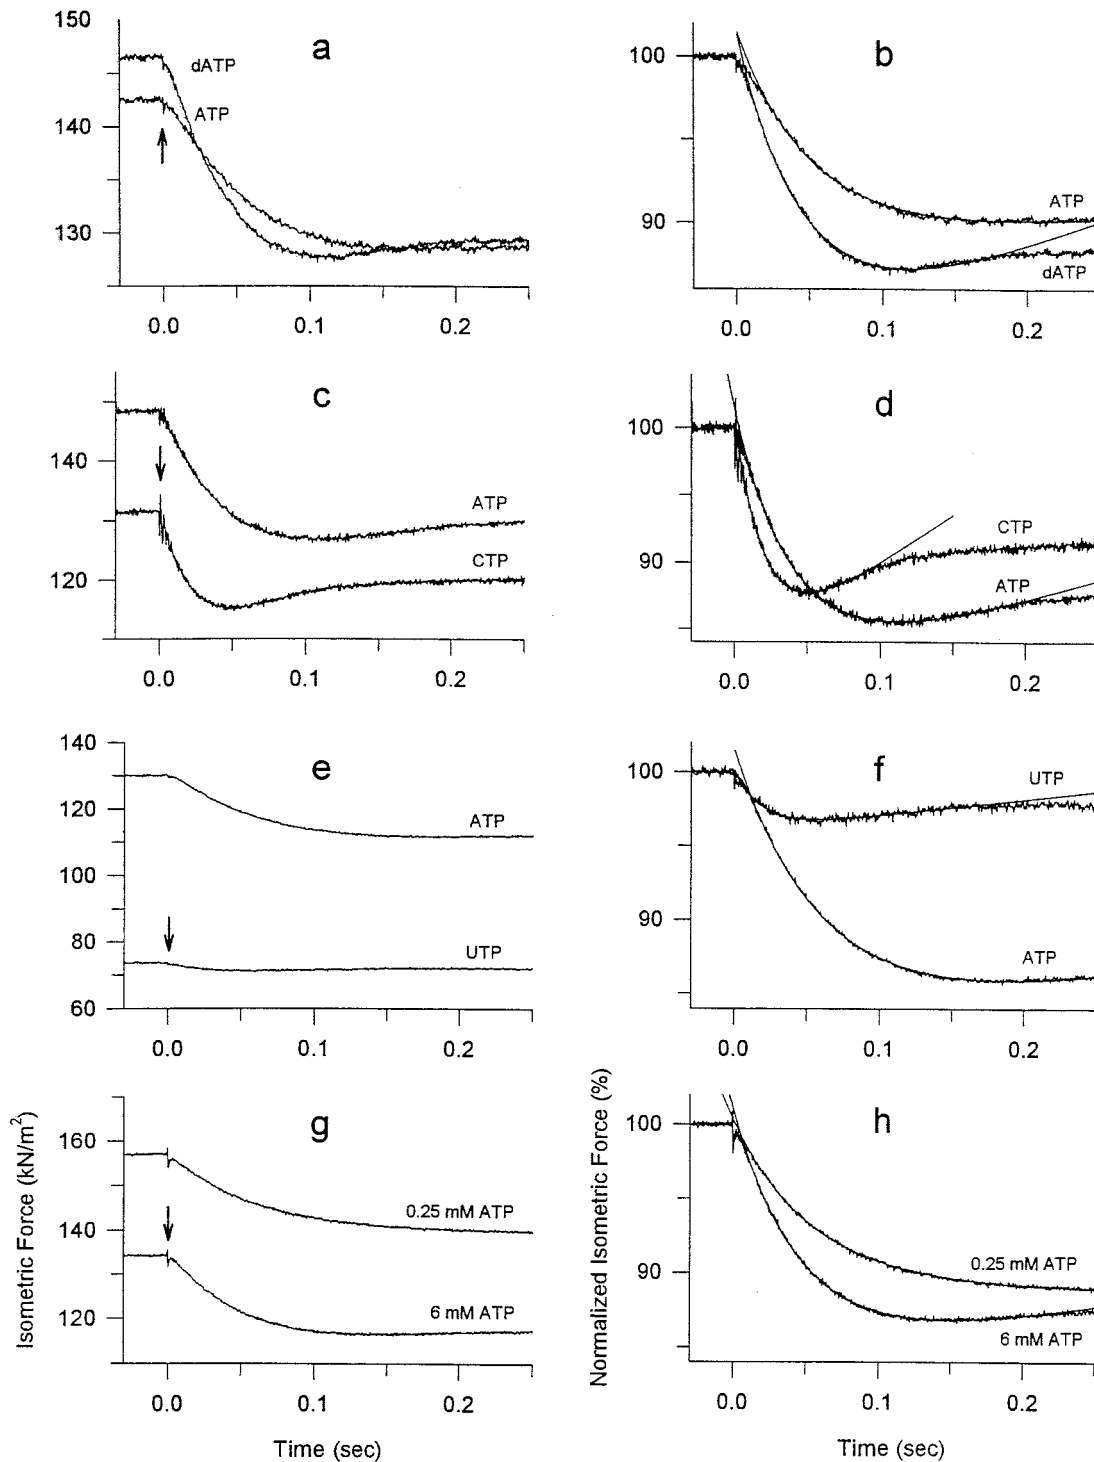 150
a
dATP
ATP
140
130
0.0
0.1
0.2
b
100
90
ATP
dATP
0.0
0.1
0.2
c
140
120
ATP
CTP
0.0
0.1
0.2
d
100
90
CTP
ATP
0.0
0.1
0.2
140
e
120
ATP
100
80
UTP
60
0.0
0.1
0.2
f
100
UTP
90
ATP
0.0
0.1
0.2
g
160
0.25 mM ATP
140
6 mM ATP
120
0.0
0.1
0.2
Isometric Force (kN/m²)
Time (sec)
h
100
0.25 mM ATP
90
6 mM ATP
0.0
0.1
0.2
Normalized Isometric Force (%)
Time (sec)